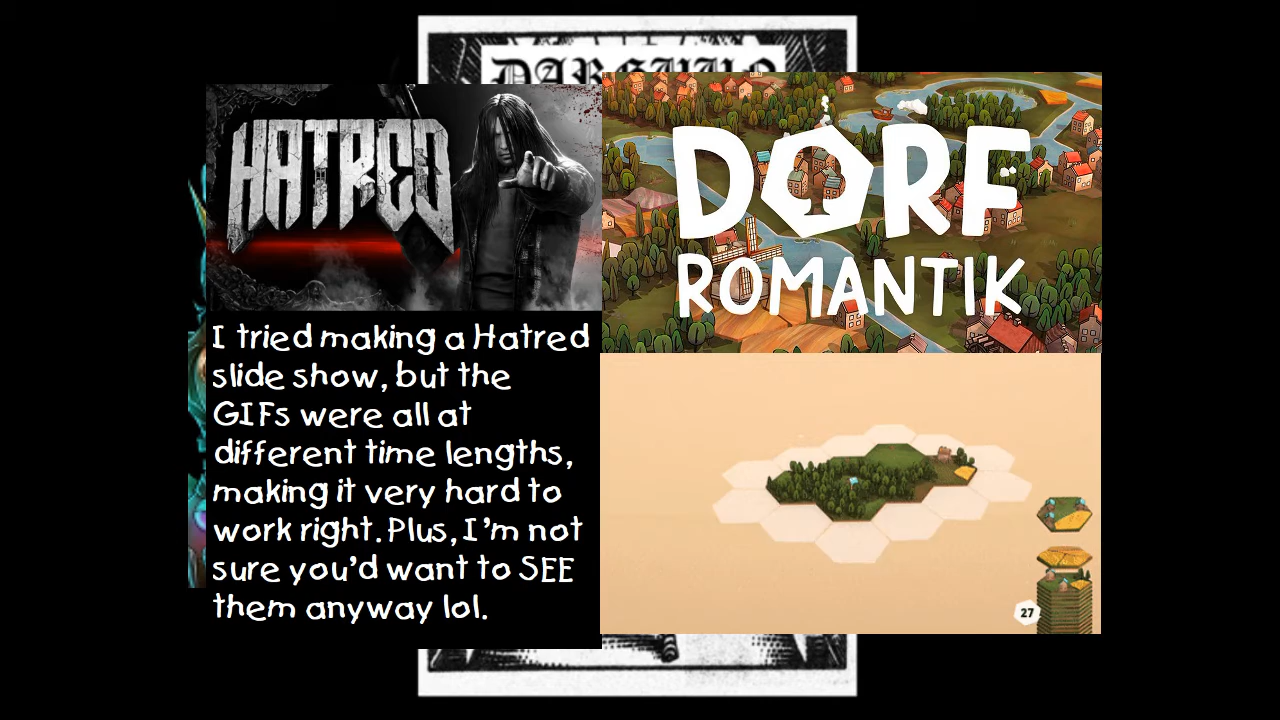 HATRED
I tried making a Hatred
slide show, but the
GIFs were all at
different time lengths,
making it very hard to
work right. Plus, I'm not
sure you'd want to SEE
them anyway lol.
DORF
ROMANTIK
27